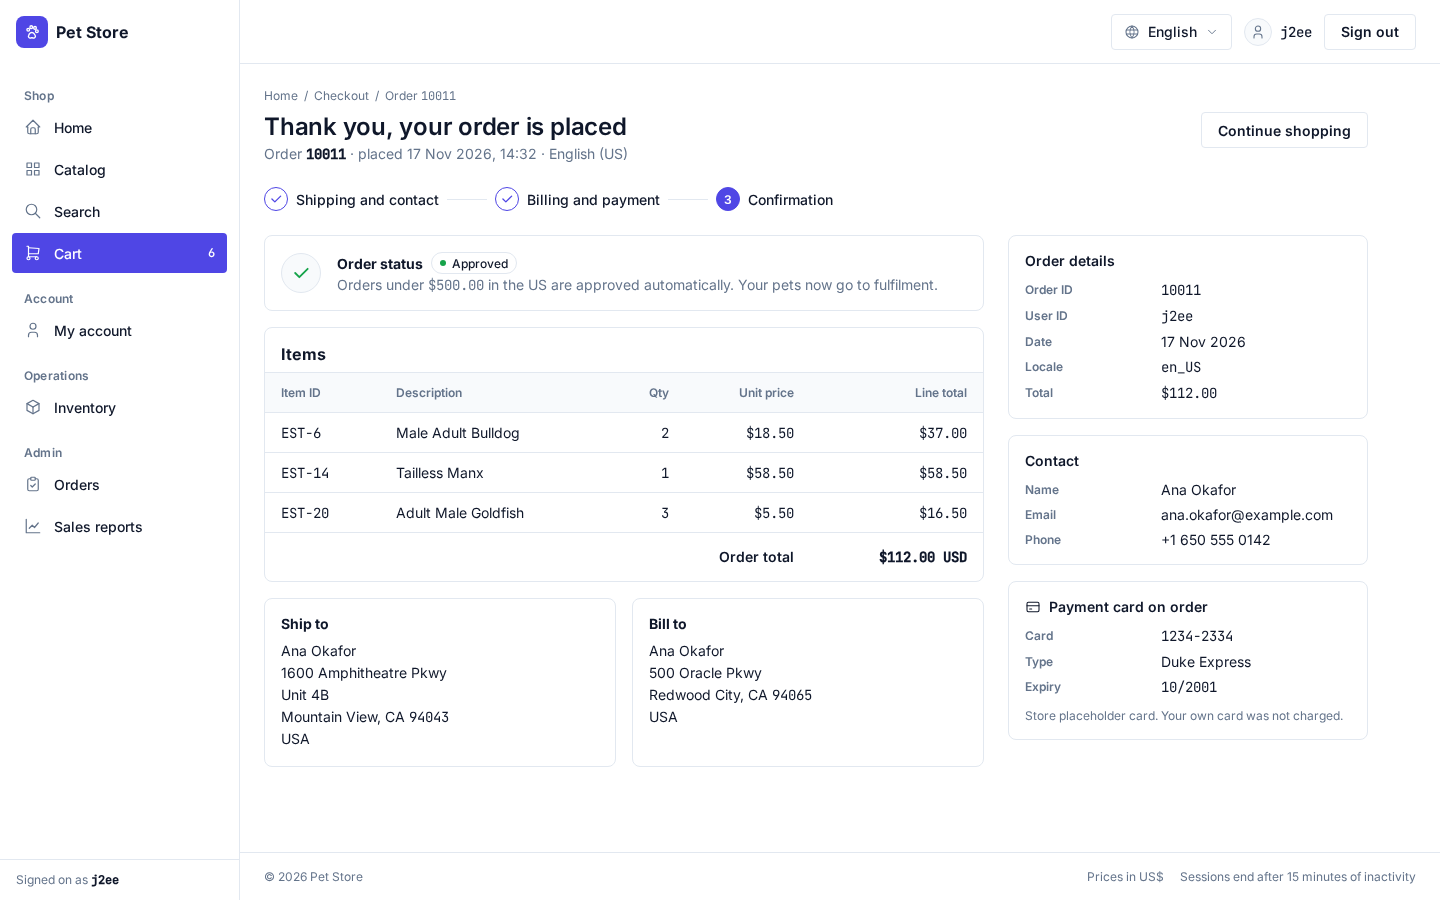 Pet Store
English
j2ee
Sign out
Shop
Home
Catalog
Search
Cart 6
Account
My account
Operations
Inventory
Admin
Orders
Sales reports
Signed on as j2ee
Home / Checkout / Order 10011
Thank you, your order is placed
Order 10011 · placed 17 Nov 2026, 14:32 · English (US)
Continue shopping
Shipping and contact
Billing and payment
3 Confirmation
Order status Approved
Orders under $500.00 in the US are approved automatically. Your pets now go to fulfilment.
Items
Item ID Description Qty Unit price Line total
EST-6 Male Adult Bulldog 2 $18.50 $37.00
EST-14 Tailless Manx 1 $58.50 $58.50
EST-20 Adult Male Goldfish 3 $5.50 $16.50
Order total $112.00 USD
Ship to
Ana Okafor
1600 Amphitheatre Pkwy
Unit 4B
Mountain View, CA 94043
USA
Bill to
Ana Okafor
500 Oracle Pkwy
Redwood City, CA 94065
USA
Order details
Order ID 10011
User ID j2ee
Date 17 Nov 2026
Locale en_US
Total $112.00
Contact
Name Ana Okafor
Email ana.okafor@example.com
Phone +1 650 555 0142
Payment card on order
Card 1234-2334
Type Duke Express
Expiry 10/2001
Store placeholder card. Your own card was not charged.
© 2026 Pet Store
Prices in US$
Sessions end after 15 minutes of inactivity